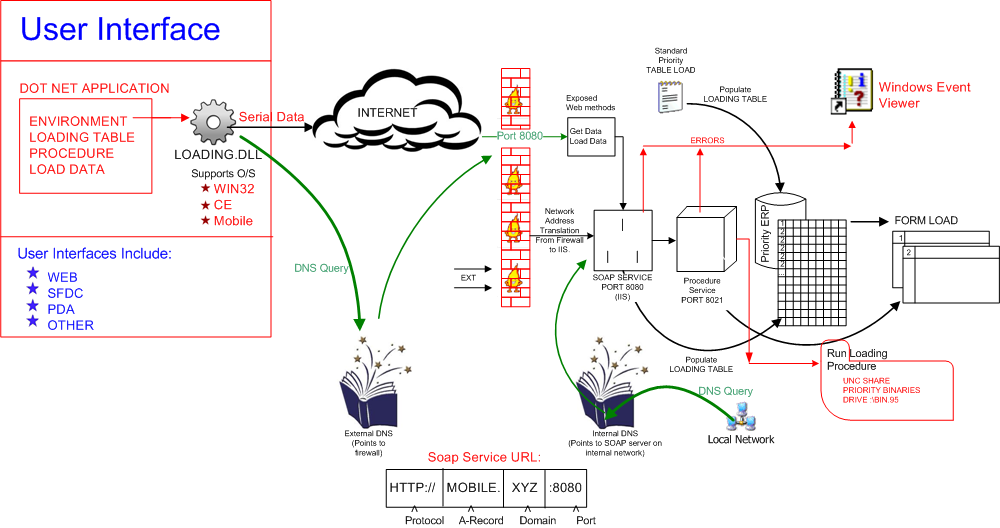 User Interface
DOT NET APPLICATION
ENVIRONMENT
LOADING TABLE
PROCEDURE
LOAD DATA
Serial Data
LOADING.DLL
Supports O/S
WIN32
CE
Mobile
User Interfaces Include:
WEB
SFDC
PDA
OTHER
INTERNET
DNS Query
Port 8080
EXT
Exposed
Web methods
Get Data
Load Data
Network
Address
Translation
From Firewall
to IIS.
SOAP SERVICE
PORT 8080
(IIS)
Procedure
Service
PORT 8021
Standard
Priority
TABLE LOAD
Populate
LOADING TABLE
ERRORS
Windows Event
Viewer
Priority ERP
1
2
2
2
2
FORM LOAD
1
2
Populate
LOADING TABLE
Run Loading
Procedure
UNC SHARE
PRIORITY BINARIES
DRIVE :\BIN.95
External DNS
(Points to
firewall)
Internal DNS
(Points to SOAP server on
internal network)
DNS Query
Local Network
Soap Service URL:
HTTP:// MOBILE. XYZ :8080
Protocol A-Record Domain Port